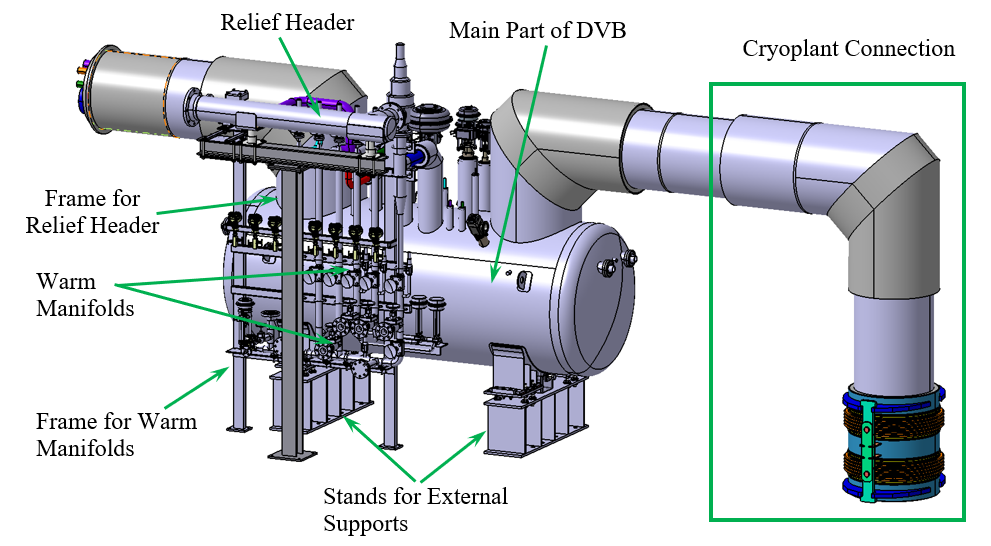 Relief Header
Main Part of DVB
Cryoplant Connection
Frame for
Relief Header
Warm
Manifolds
Frame for Warm
Manifolds
Stands for External
Supports